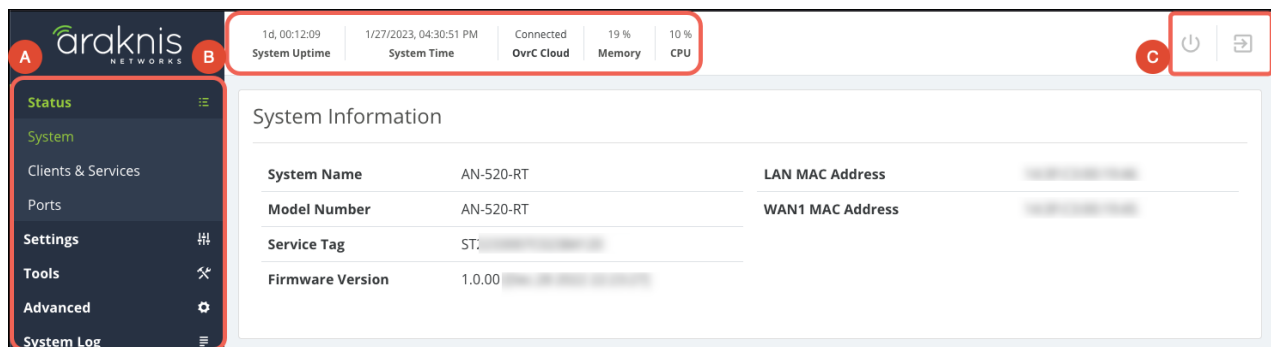 araknis
NETWORKS
A
B
C
1d, 00:12:09
System Uptime
1/27/2023, 04:30:51 PM
System Time
Connected
OvrC Cloud
19 %
Memory
10 %
CPU
Status
System
Clients & Services
Ports
Settings
Tools
Advanced
System Log
System Information
System Name AN-520-RT
Model Number AN-520-RT
Service Tag
Firmware Version 1.0.00
LAN MAC Address
WAN1 MAC Address